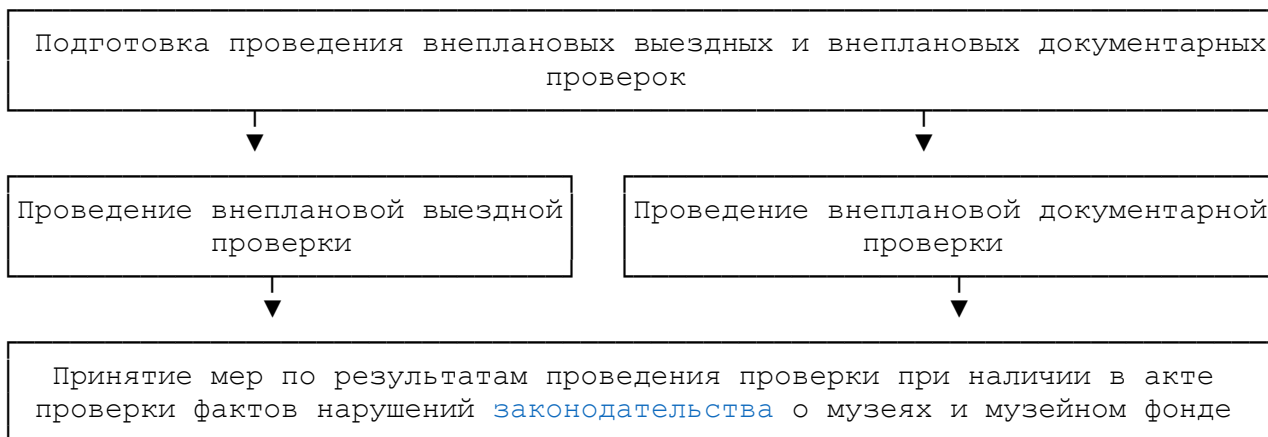 Подготовка проведения внеплановых выездных и внеплановых документарных
проверок
Проведение внеплановой выездной
проверки
Проведение внеплановой документарной
проверки
Принятие мер по результатам проведения проверки при наличии в акте
проверки фактов нарушений законодательства о музеях и музейном фонде